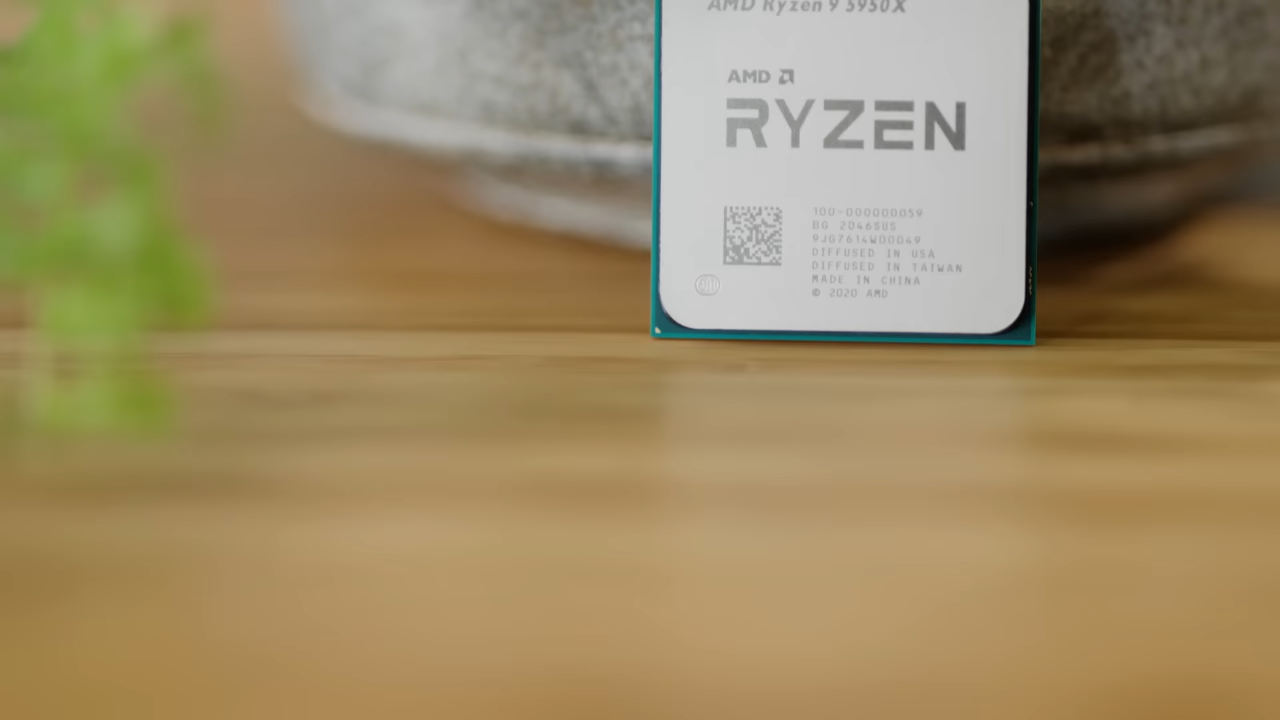 AMD Ryzen 9 5950X
AMD
RYZEN
100-000000059
BG 2046SUS
9JG7614W00049
DIFFUSED IN USA
DIFFUSED IN TAIWAN
MADE IN CHINA
© 2020 AMD